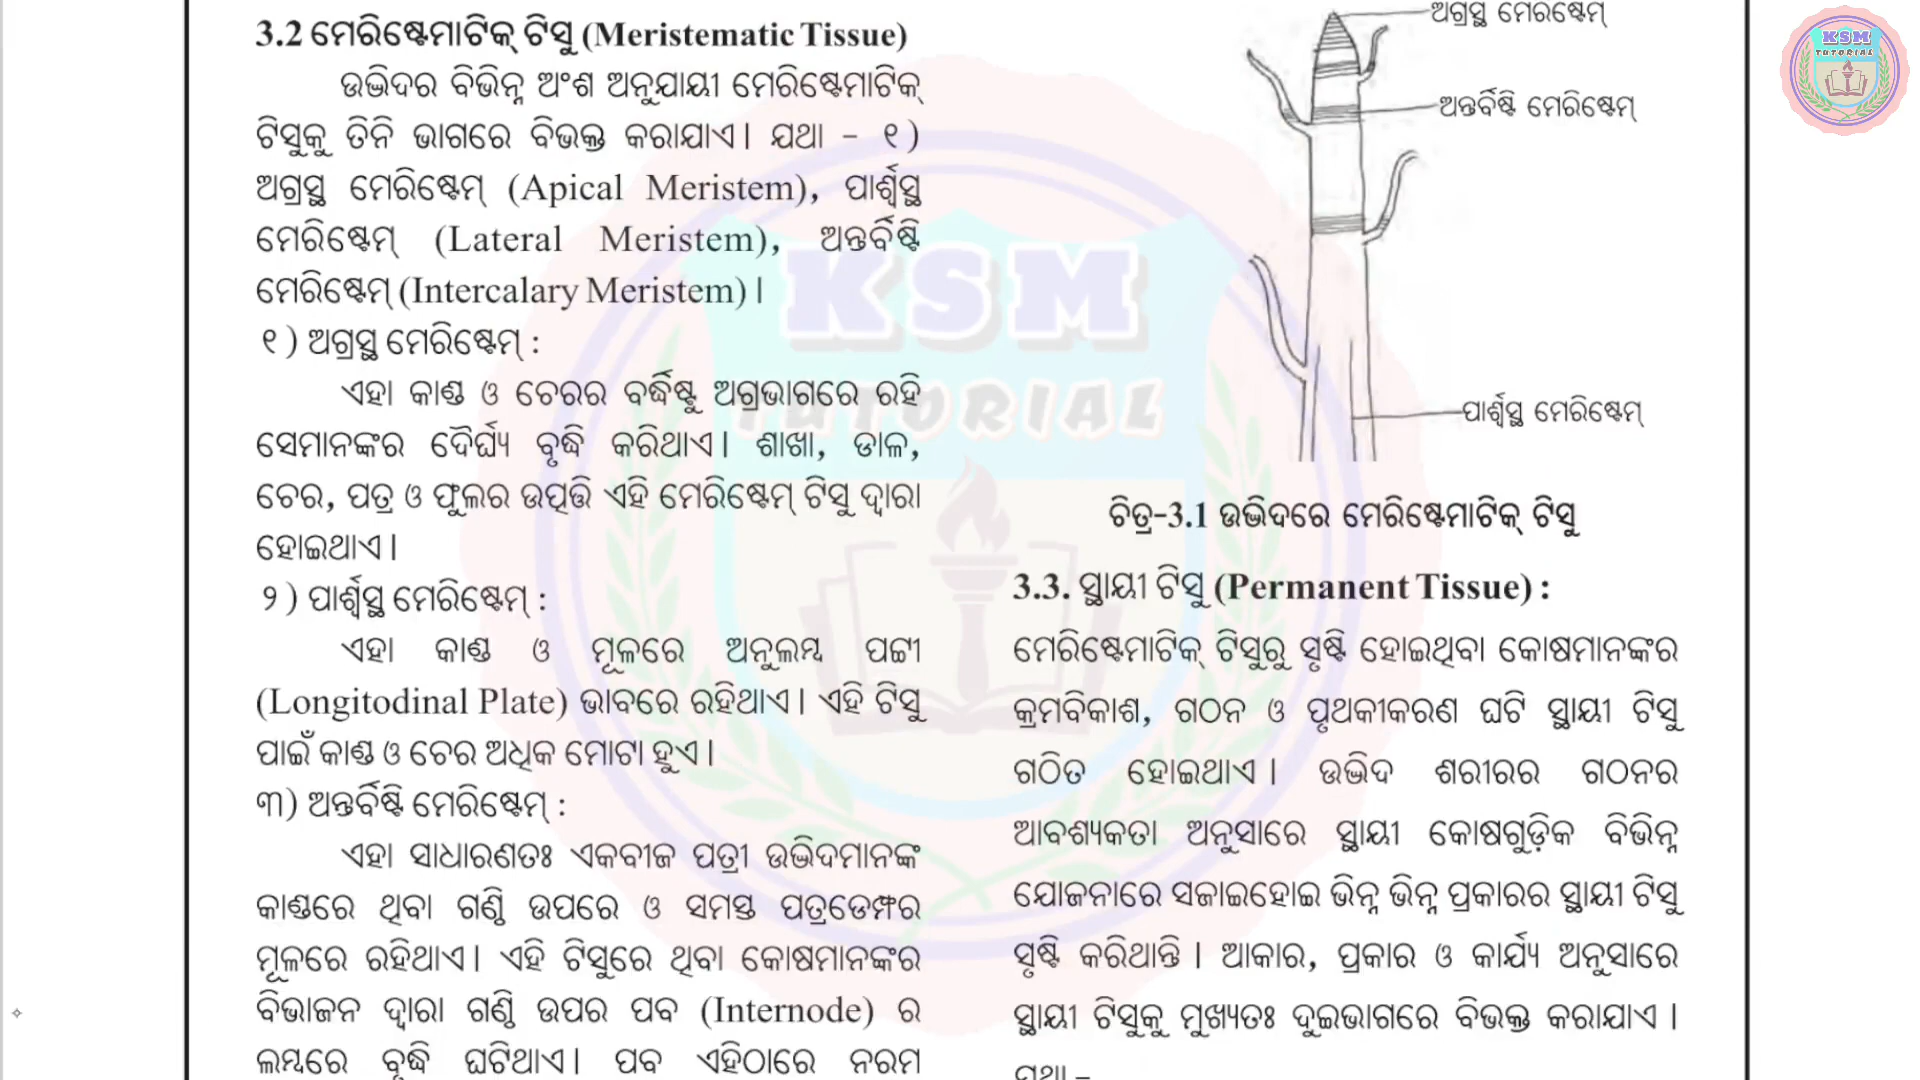 3.2 ମେରିଷ୍ଟେମାଟିକ୍ ଟିସୁ (Meristematic Tissue)
ଉଦ୍ଭିଦର ବିଭିନ୍ନ ଅଂଶ ଅନୁଯାୟୀ ମେରିଷ୍ଟେମାଟିକ୍
ଟିସୁକୁ ତିନି ଭାଗରେ ବିଭକ୍ତ କରାଯାଏ। ଯଥା - ୧)
ଅଗ୍ରସ୍ଥ ମେରିଷ୍ଟେମ୍ (Apical Meristem), ପାର୍ଶ୍ୱସ୍ଥ
ମେରିଷ୍ଟେମ୍ (Lateral Meristem), ଅନ୍ତର୍ବିଷ୍ଟି
ମେରିଷ୍ଟେମ୍ (Intercalary Meristem)।
୧) ଅଗ୍ରସ୍ଥ ମେରିଷ୍ଟେମ୍ :
ଏହା କାଣ୍ଡ ଓ ଚେରର ବର୍ଦ୍ଧିଷ୍ଣୁ ଅଗ୍ରଭାଗରେ ରହି
ସେମାନଙ୍କର ଦୈର୍ଘ୍ୟ ବୃଦ୍ଧି କରିଥାଏ। ଶାଖା, ଡାଳ,
ଚେର, ପତ୍ର ଓ ଫୁଲର ଉତ୍ପତ୍ତି ଏହି ମେରିଷ୍ଟେମ୍ ଟିସୁ ଦ୍ୱାରା
ହୋଇଥାଏ।
୨) ପାର୍ଶ୍ୱସ୍ଥ ମେରିଷ୍ଟେମ୍ :
ଏହା କାଣ୍ଡ ଓ ମୂଳରେ ଅନୁଲମ୍ବ ପଟ୍ଟୀ
(Longitodinal Plate) ଭାବରେ ରହିଥାଏ। ଏହି ଟିସୁ
ପାଇଁ କାଣ୍ଡ ଓ ଚେର ଅଧିକ ମୋଟା ହୁଏ।
୩) ଅନ୍ତର୍ବିଷ୍ଟି ମେରିଷ୍ଟେମ୍ :
ଏହା ସାଧାରଣତଃ ଏକବୀଜ ପତ୍ରୀ ଉଦ୍ଭିଦମାନଙ୍କ
କାଣ୍ଡରେ ଥିବା ଗଣ୍ଠି ଉପରେ ଓ ସମସ୍ତ ପତ୍ରଡେମ୍ଫର
ମୂଳରେ ରହିଥାଏ। ଏହି ଟିସୁରେ ଥିବା କୋଷମାନଙ୍କର
ବିଭାଜନ ଦ୍ୱାରା ଗଣ୍ଠି ଉପର ପବ (Internode) ର
ଲମ୍ବରେ ବୃଦ୍ଧି ଘଟିଥାଏ। ପବ ଏହିଠାରେ ନରମ
ଅଗ୍ରସ୍ଥ ମେରିଷ୍ଟେମ୍
ଅନ୍ତର୍ବିଷ୍ଟି ମେରିଷ୍ଟେମ୍
ପାର୍ଶ୍ୱସ୍ଥ ମେରିଷ୍ଟେମ୍
ଚିତ୍ର-3.1 ଉଦ୍ଭିଦରେ ମେରିଷ୍ଟେମାଟିକ୍ ଟିସୁ
3.3. ସ୍ଥାୟୀ ଟିସୁ (Permanent Tissue) :
ମେରିଷ୍ଟେମାଟିକ୍ ଟିସୁରୁ ସୃଷ୍ଟି ହୋଇଥିବା କୋଷମାନଙ୍କର
କ୍ରମବିକାଶ, ଗଠନ ଓ ପୃଥକୀକରଣ ଘଟି ସ୍ଥାୟୀ ଟିସୁ
ଗଠିତ ହୋଇଥାଏ। ଉଦ୍ଭିଦ ଶରୀରର ଗଠନର
ଆବଶ୍ୟକତା ଅନୁସାରେ ସ୍ଥାୟୀ କୋଷଗୁଡ଼ିକ ବିଭିନ୍ନ
ଯୋଜନାରେ ସଜାଇହୋଇ ଭିନ୍ନ ଭିନ୍ନ ପ୍ରକାରର ସ୍ଥାୟୀ ଟିସୁ
ସୃଷ୍ଟି କରିଥାନ୍ତି। ଆକାର, ପ୍ରକାର ଓ କାର୍ଯ୍ୟ ଅନୁସାରେ
ସ୍ଥାୟୀ ଟିସୁକୁ ମୁଖ୍ୟତଃ ଦୁଇଭାଗରେ ବିଭକ୍ତ କରାଯାଏ।
ଯଥା –
KSM
TUTORIAL
KSM
TUTORIAL